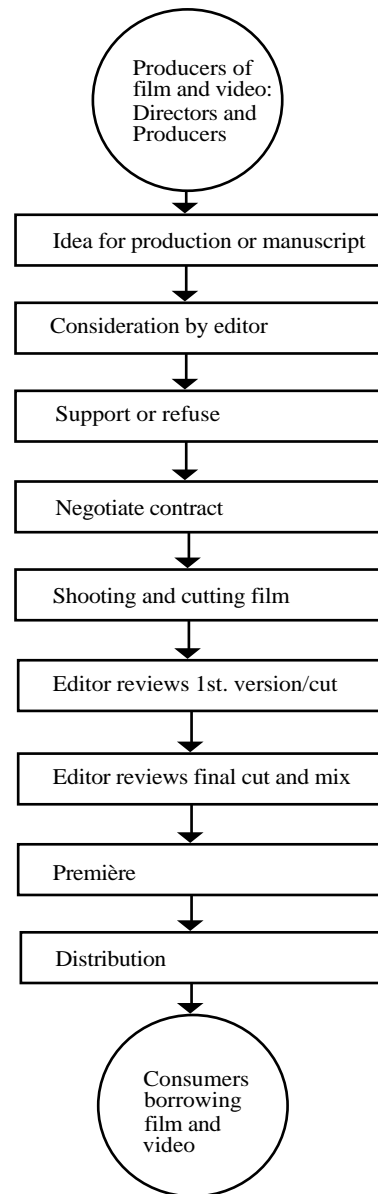 Producers of
film and video:
Directors and
Producers
Idea for production or manuscript
Consideration by editor
Support or refuse
Negotiate contract
Shooting and cutting film
Editor reviews 1st. version/cut
Editor reviews final cut and mix
Première
Distribution
Consumers
borrowing
film and
video